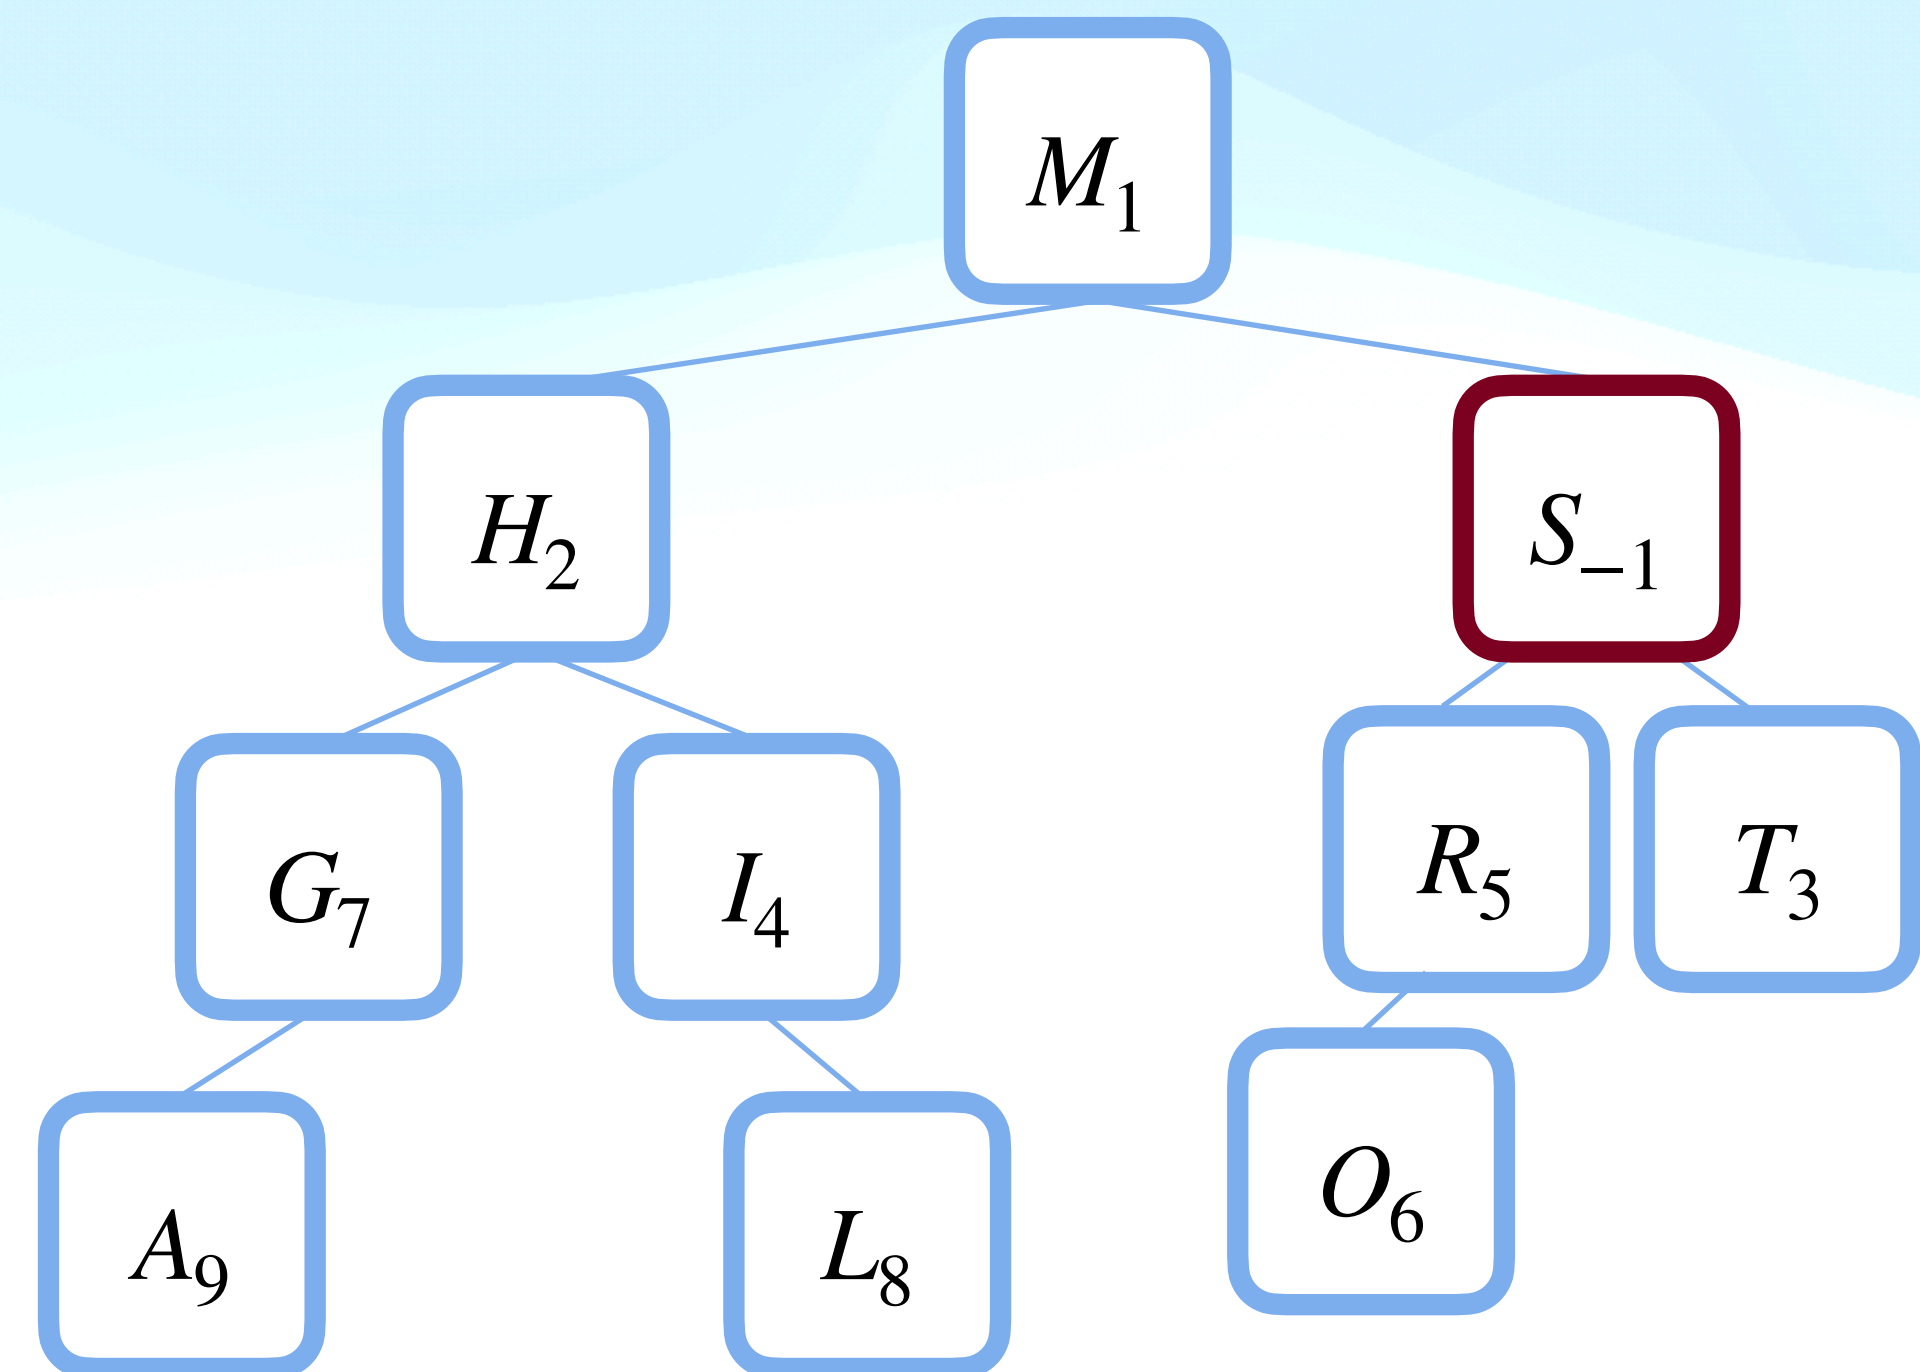 M₁
H₂
S₋₁
G₇
I₄
R₅
T₃
A₉
L₈
O₆